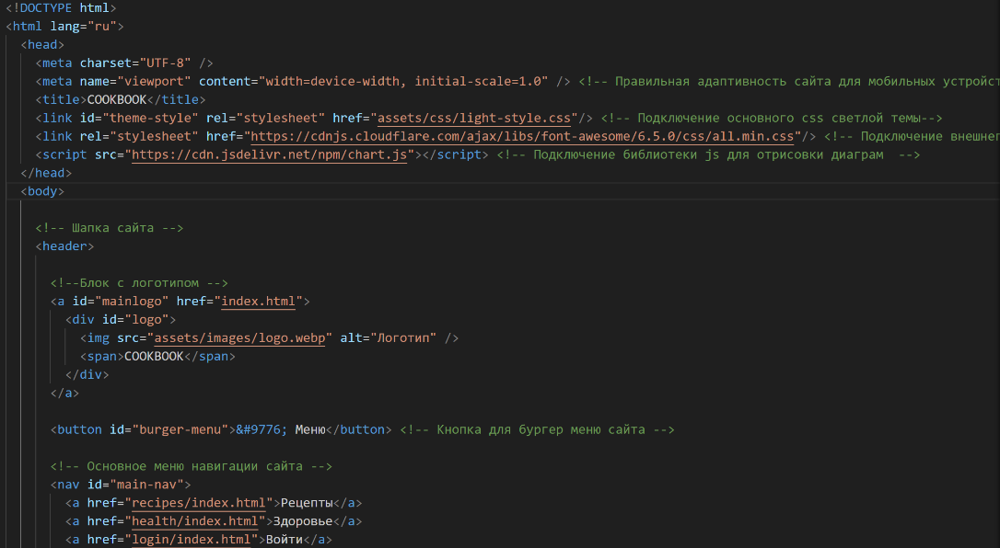 <!DOCTYPE html>
<html lang="ru">
<head>
<meta charset="UTF-8" />
<meta name="viewport" content="width=device-width, initial-scale=1.0" /> <!-- Правильная адаптивность сайта для мобильных устройст
<title>COOKBOOK</title>
<link id="theme-style" rel="stylesheet" href="assets/css/light-style.css"/> <!-- Подключение основного css светлой темы-->
<link rel="stylesheet" href="https://cdnjs.cloudflare.com/ajax/libs/font-awesome/6.5.0/css/all.min.css"/> <!-- Подключение внешнег
<script src="https://cdn.jsdelivr.net/npm/chart.js"></script> <!-- Подключение библиотеки js для отрисовки диаграм  -->
</head>
<body>
<!-- Шапка сайта -->
<header>
<!--Блок с логотипом -->
<a id="mainlogo" href="index.html">
<div id="logo">
<img src="assets/images/logo.webp" alt="Логотип" />
<span>COOKBOOK</span>
</div>
</a>
<button id="burger-menu">&#9776; Меню</button> <!-- Кнопка для бургер меню сайта -->
<!-- Основное меню навигации сайта -->
<nav id="main-nav">
<a href="recipes/index.html">Рецепты</a>
<a href="health/index.html">Здоровье</a>
<a href="login/index.html">Войти</a>